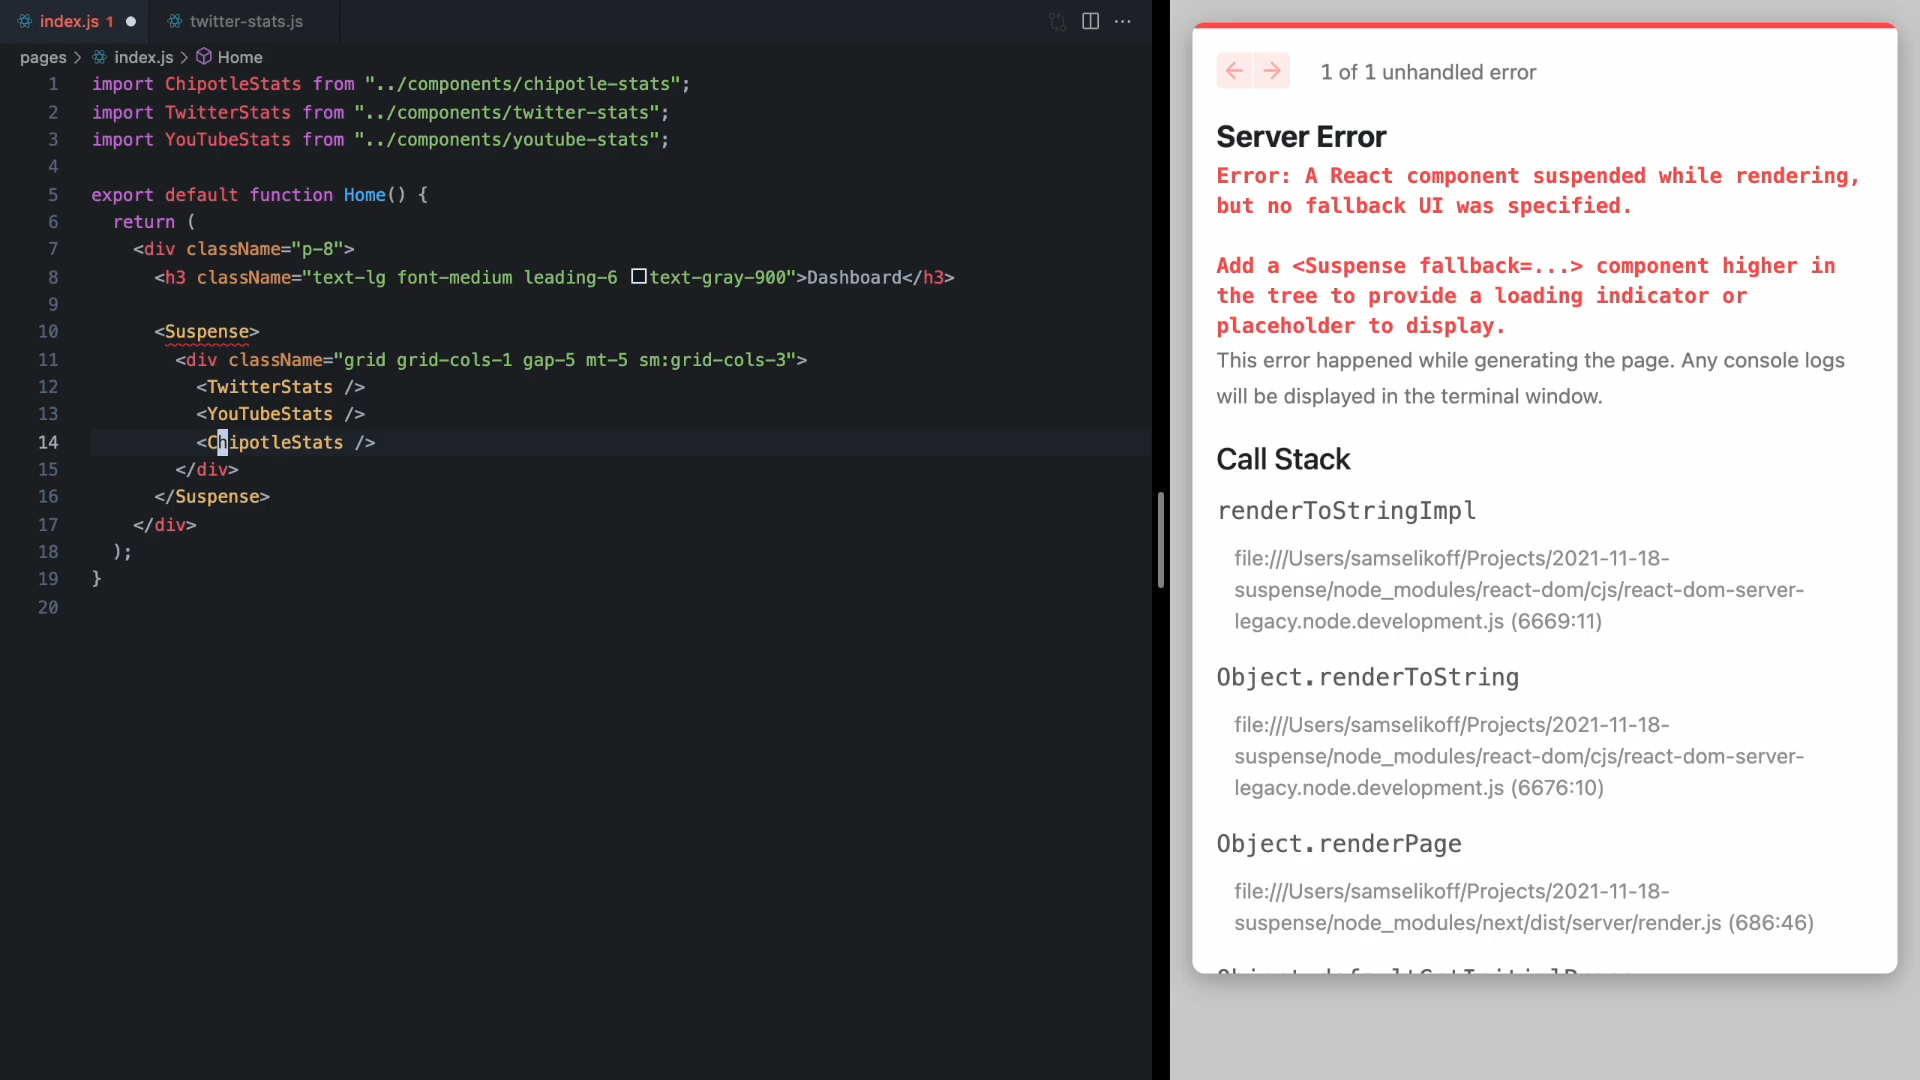 index.js 1
twitter-stats.js
pages > index.js > Home
1 import ChipotleStats from "../components/chipotle-stats";
2 import TwitterStats from "../components/twitter-stats";
3 import YouTubeStats from "../components/youtube-stats";
4
5 export default function Home() {
6 return (
7 <div className="p-8">
8 <h3 className="text-lg font-medium leading-6 text-gray-900">Dashboard</h3>
9
10 <Suspense>
11 <div className="grid grid-cols-1 gap-5 mt-5 sm:grid-cols-3">
12 <TwitterStats />
13 <YouTubeStats />
14 <ChipotleStats />
15 </div>
16 </Suspense>
17 </div>
18 );
19 }
20
1 of 1 unhandled error
Server Error
Error: A React component suspended while rendering,
but no fallback UI was specified.
Add a <Suspense fallback=...> component higher in
the tree to provide a loading indicator or
placeholder to display.
This error happened while generating the page. Any console logs
will be displayed in the terminal window.
Call Stack
renderToStringImpl
file:///Users/samselikoff/Projects/2021-11-18-
suspense/node_modules/react-dom/cjs/react-dom-server-
legacy.node.development.js (6669:11)
Object.renderToString
file:///Users/samselikoff/Projects/2021-11-18-
suspense/node_modules/react-dom/cjs/react-dom-server-
legacy.node.development.js (6676:10)
Object.renderPage
file:///Users/samselikoff/Projects/2021-11-18-
suspense/node_modules/next/dist/server/render.js (686:46)